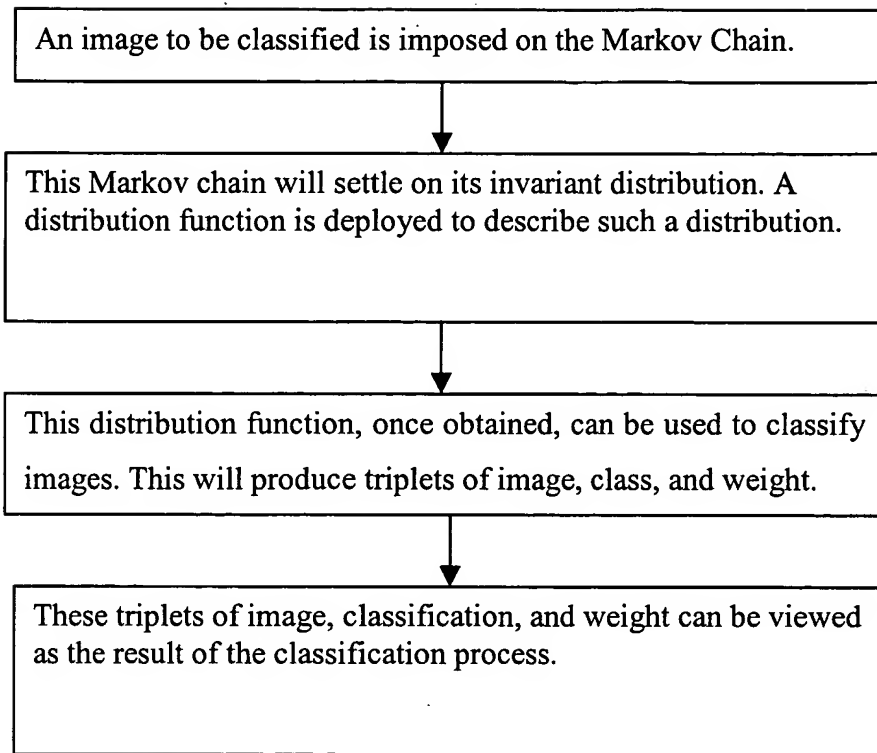 An image to be classified is imposed on the Markov Chain.
This Markov chain will settle on its invariant distribution. A
distribution function is deployed to describe such a distribution.
This distribution function, once obtained, can be used to classify
images. This will produce triplets of image, class, and weight.
These triplets of image, classification, and weight can be viewed
as the result of the classification process.